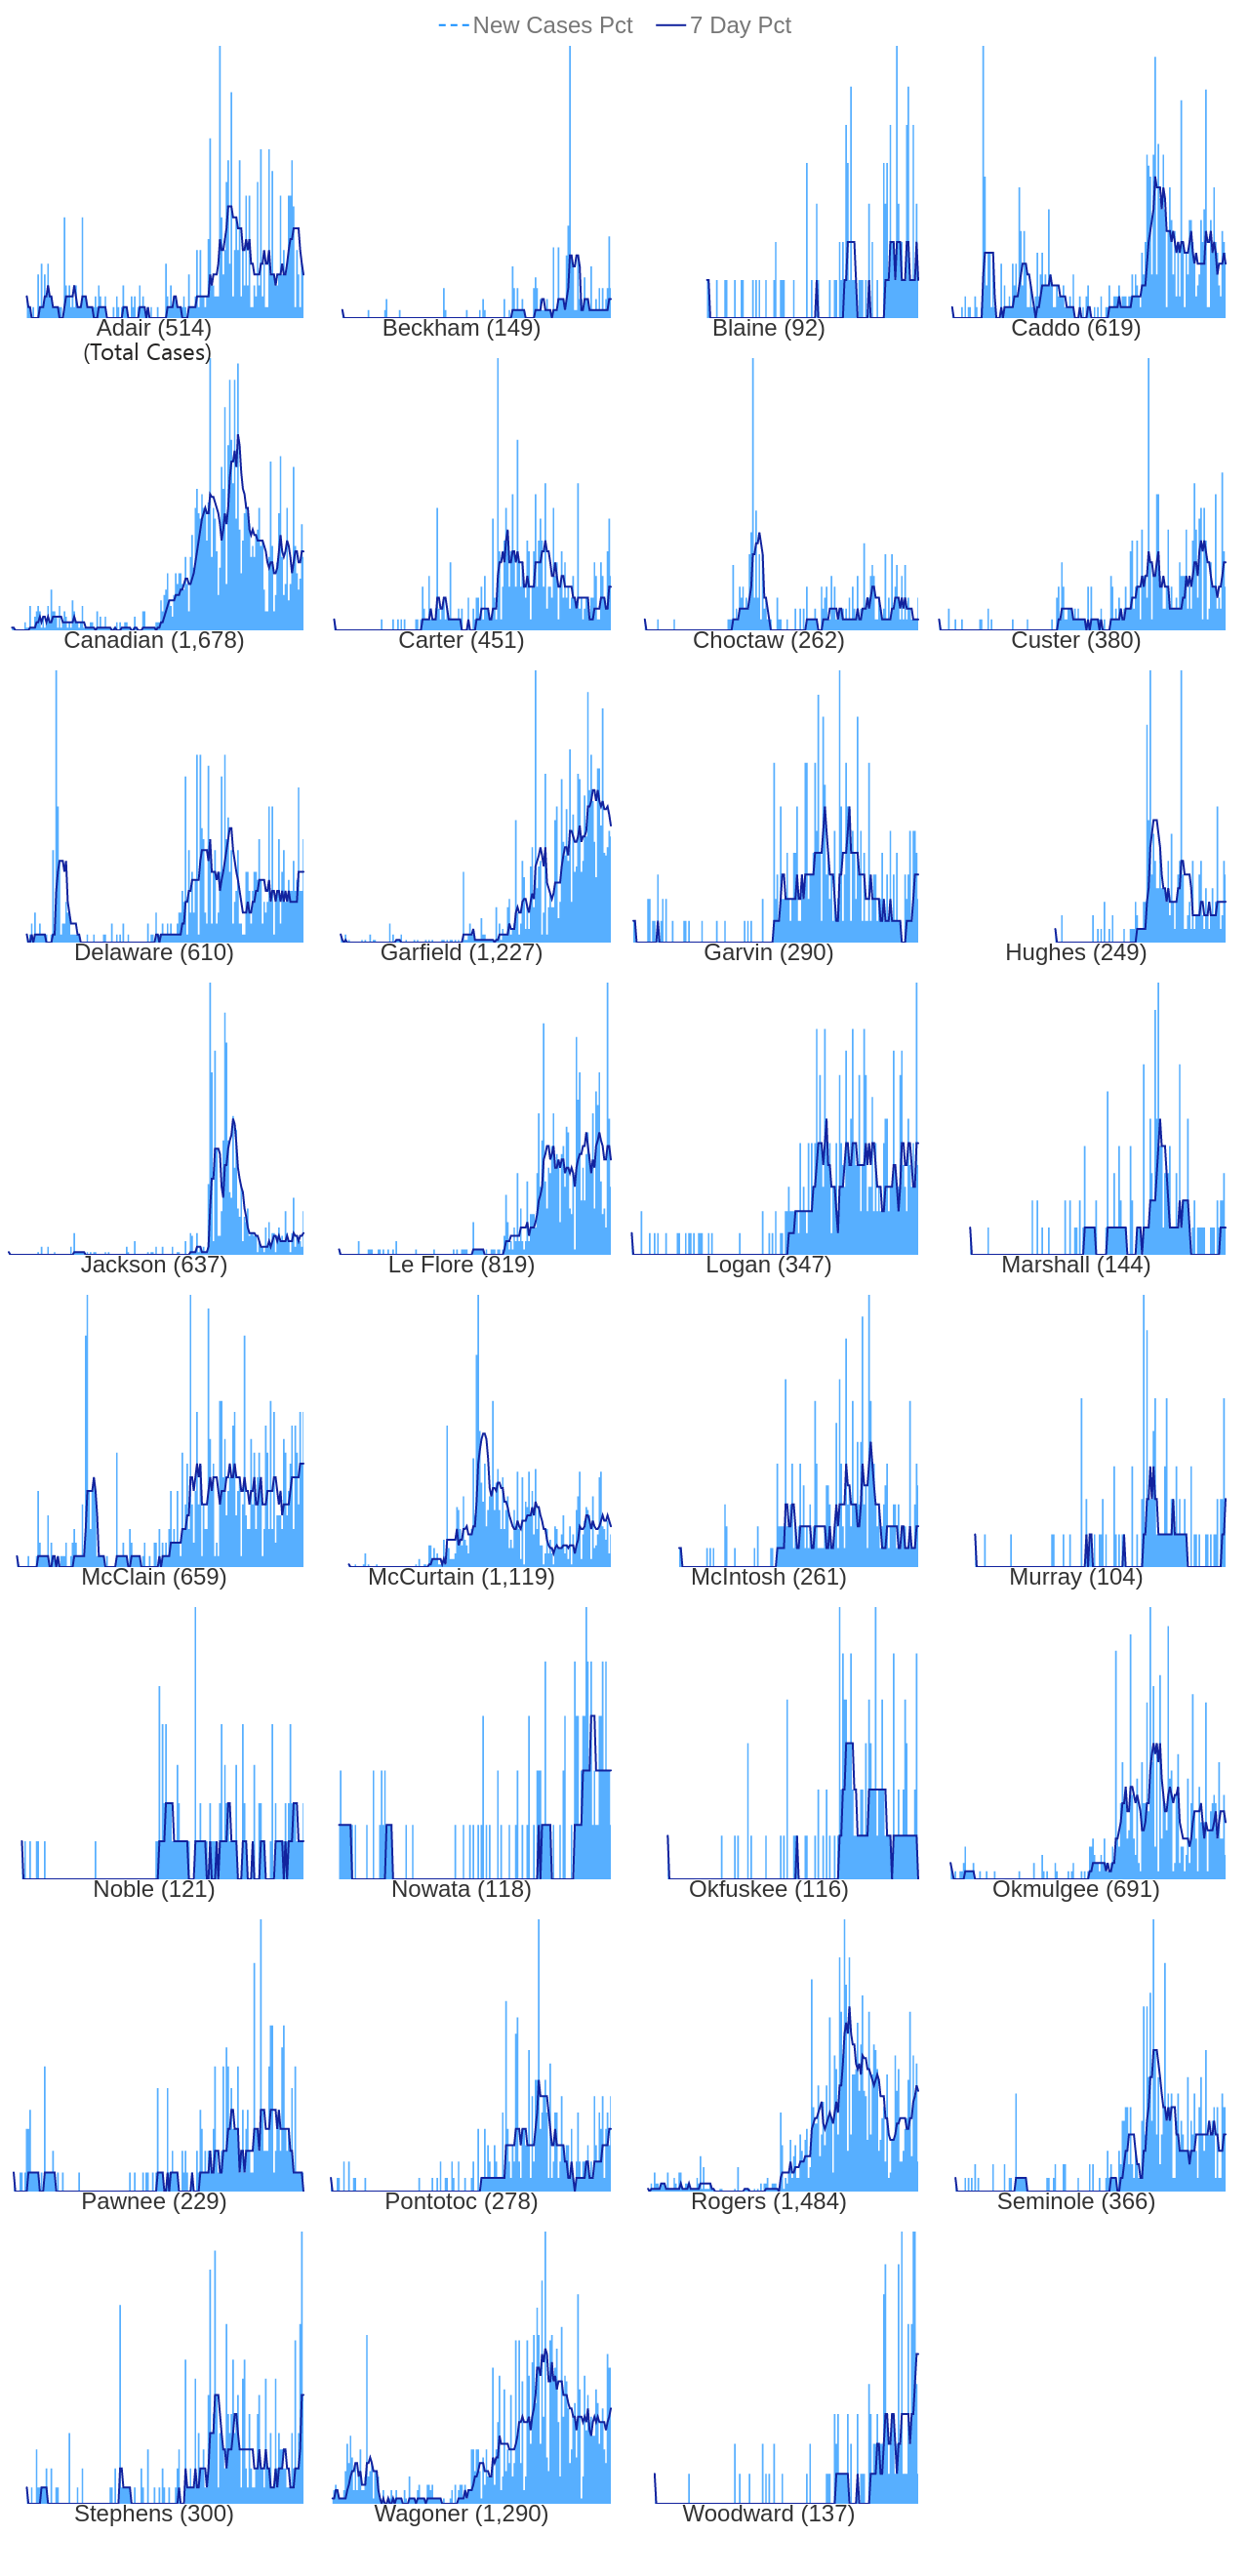 New Cases Pct 7 Day Pct
Adair (514) Beckham (149) Blaine (92) Caddo (619)
(Total Cases)
Canadian (1,678) Carter (451) Choctaw (262) Custer (380)
Delaware (610) Garfield (1,227) Garvin (290) Hughes (249)
Jackson (637) Le Flore (819) Logan (347) Marshall (144)
McClain (659) McCurtain (1,119) McIntosh (261) Murray (104)
Noble (121) Nowata (118) Okfuskee (116) Okmulgee (691)
Pawnee (229) Pontotoc (278) Rogers (1,484) Seminole (366)
Stephens (300) Wagoner (1,290) Woodward (137)